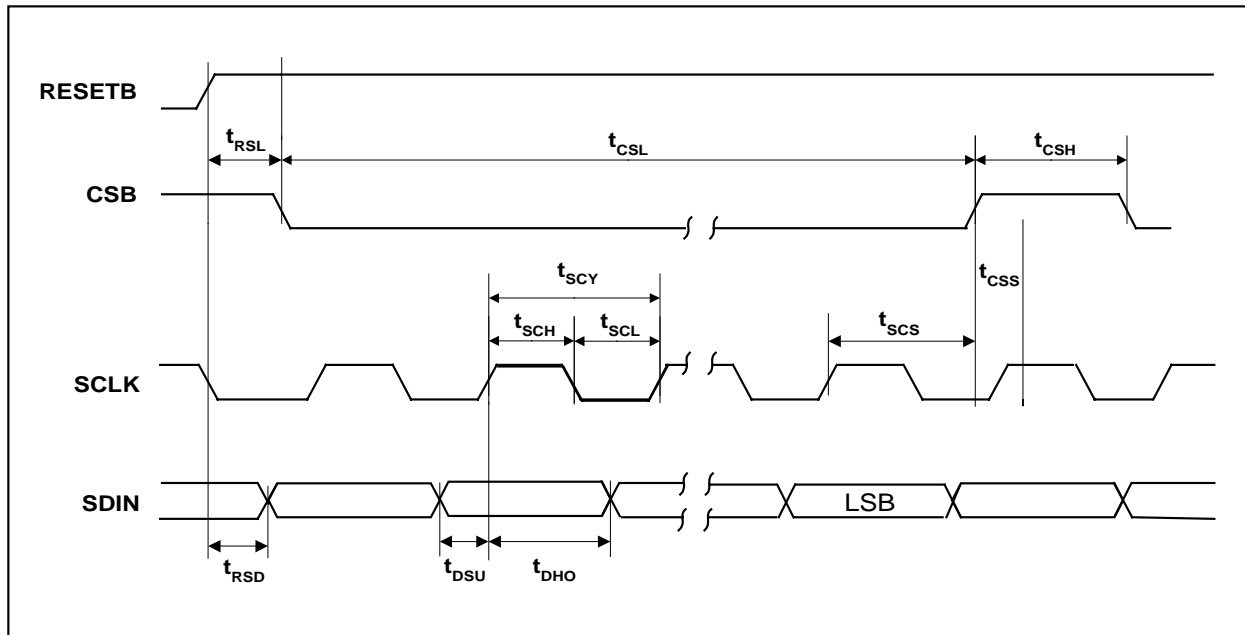 RESETB
tRSL
tCSL
tCSH
CSB
tSCY
tCSS
tSCH
tSCL
tSCS
SCLK
SDIN
LSB
tRSD
tDSU
tDHO